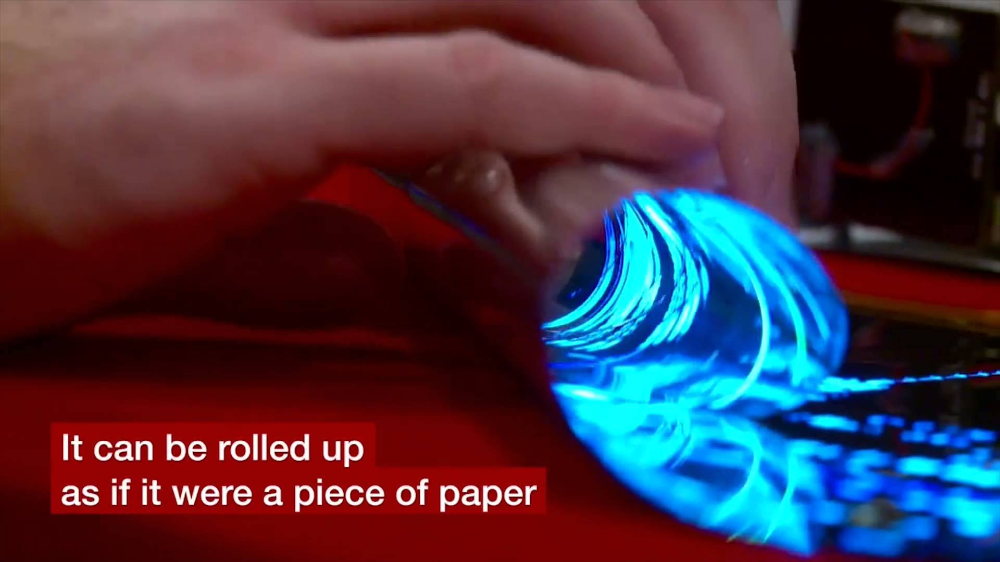 It can be rolled up
as if it were a piece of paper